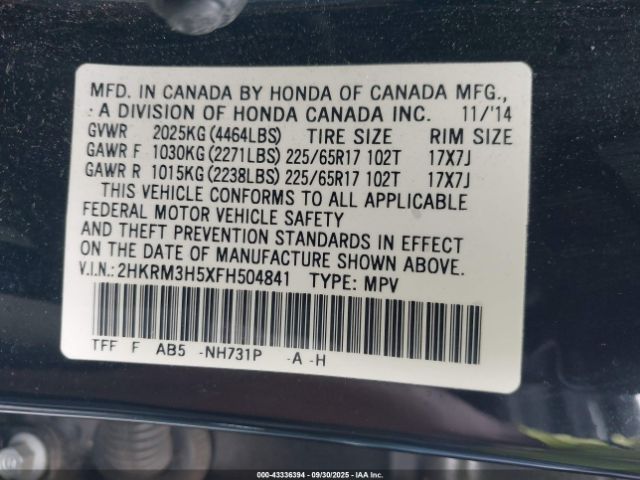 MFD. IN CANADA BY HONDA OF CANADA MFG.,
A DIVISION OF HONDA CANADA INC. 11/'14
GVWR 2025KG(4464LBS) TIRE SIZE RIM SIZE
GAWR F 1030KG(2271LBS) 225/65R17 102T 17X7J
GAWR R 1015KG(2238LBS) 225/65R17 102T 17X7J
THIS VEHICLE CONFORMS TO ALL APPLICABLE
FEDERAL MOTOR VEHICLE SAFETY
AND THEFT PREVENTION STANDARDS IN EFFECT
ON THE DATE OF MANUFACTURE SHOWN ABOVE.
V.I.N.: 2HKRM3H5XFH504841 TYPE: MPV
TFF F AB5 -NH731P -A -H
000-43336394 - 09/30/2025 - IAA Inc.